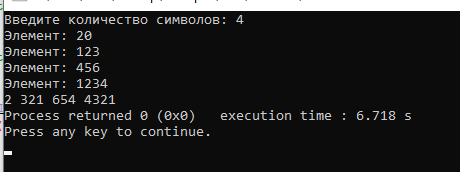 Введите количество символов: 4
Элемент: 20
Элемент: 123
Элемент: 456
Элемент: 1234
2 321 654 4321
Process returned 0 (0x0)   execution time : 6.718 s
Press any key to continue.